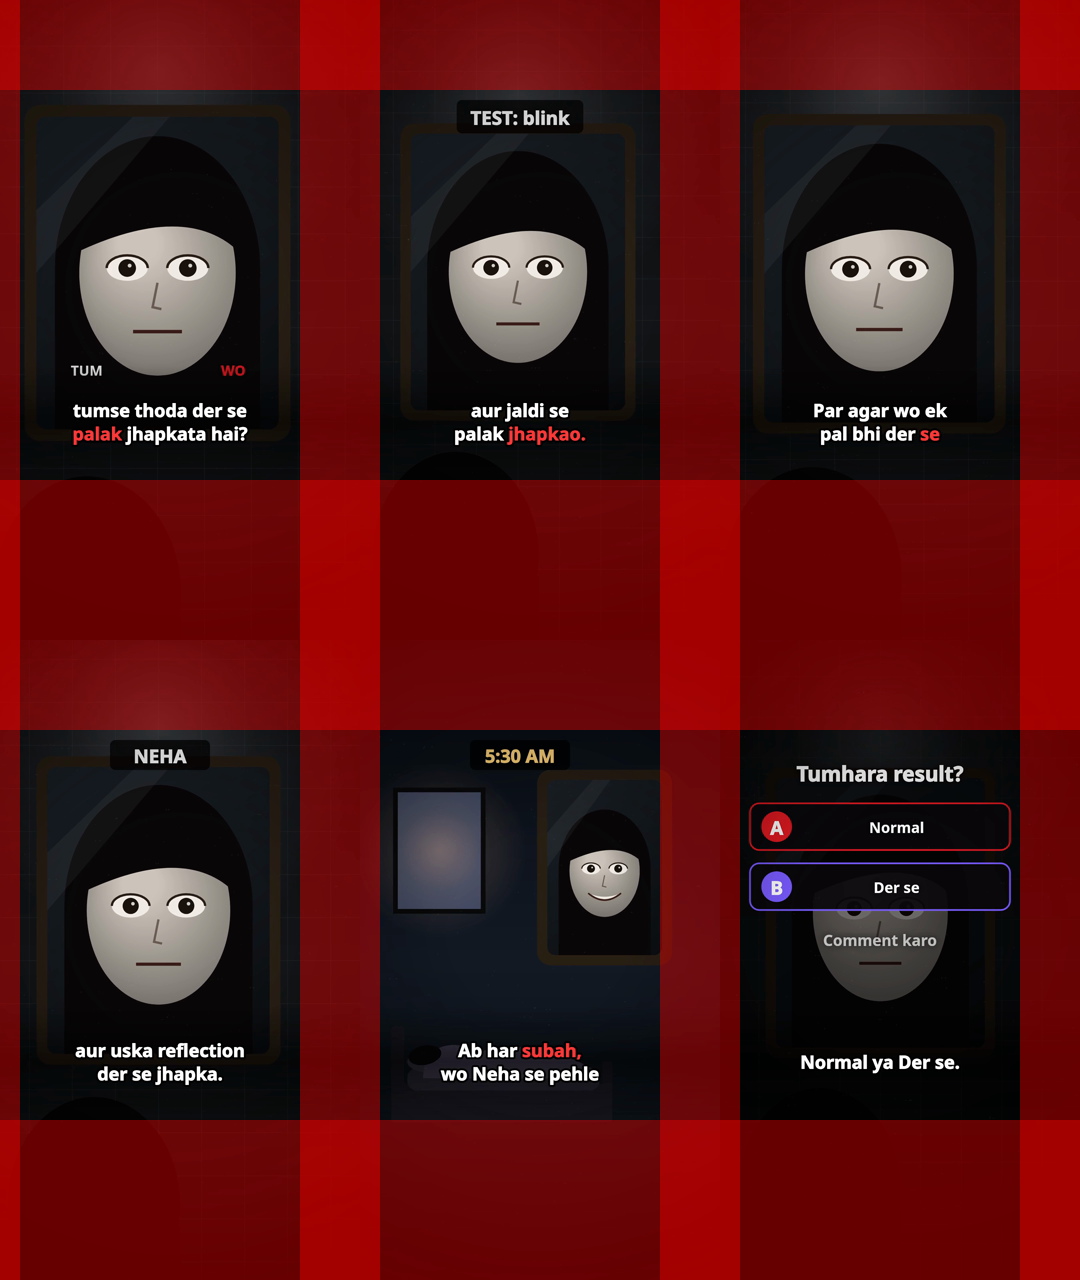 TUM
WO
tumse thoda der se
palak jhapkata hai?
TEST: blink
aur jaldi se
palak jhapkao.
Par agar wo ek
pal bhi der se
NEHA
aur uska reflection
der se jhapka.
5:30 AM
Ab har subah,
wo Neha se pehle
Tumhara result?
A Normal
B Der se
Comment karo
Normal ya Der se.